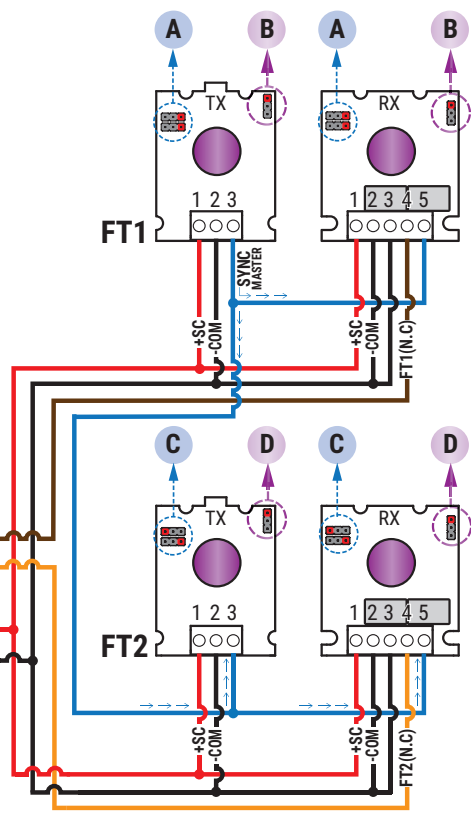 A B A B
TX RX
1 2 3 1 2 3 4 5
FT1
SYNC
MASTER
+SC -COM +SC -COM FT1(N.C)
C D C D
TX RX
1 2 3 1 2 3 4 5
FT2
+SC -COM +SC -COM FT2(N.C)